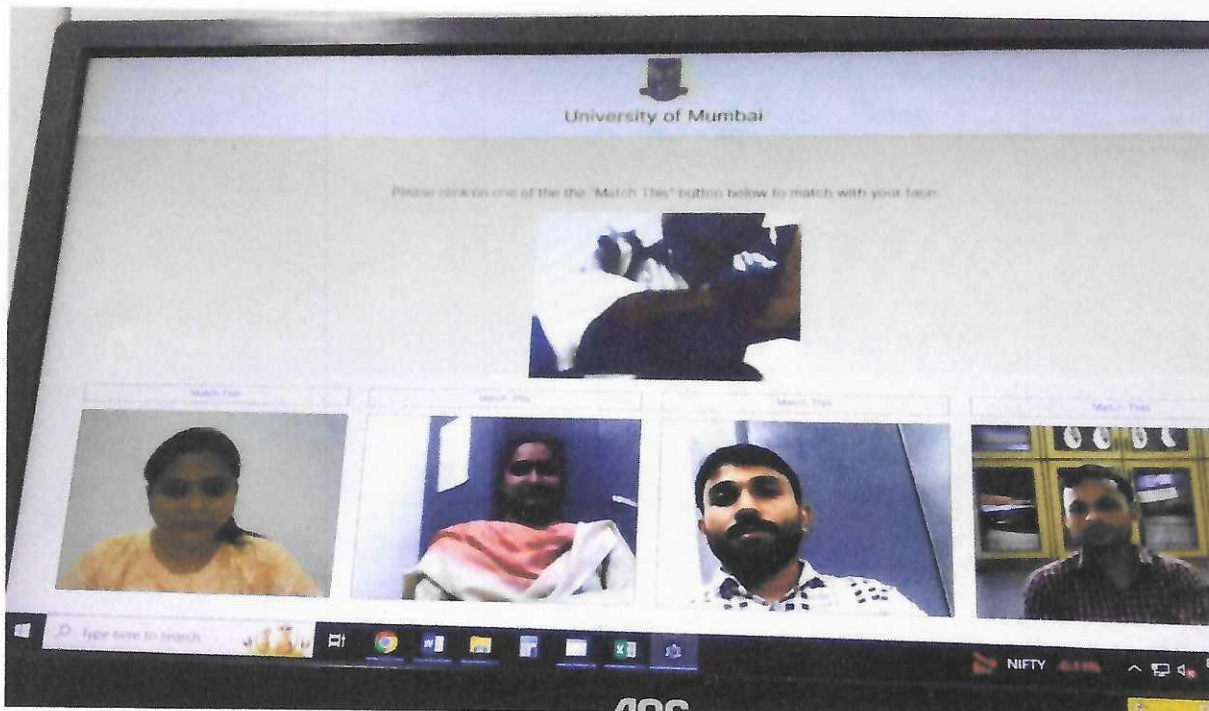 University of Mumbai
Please click on one of the the "Match This" button below to match with your face:
Match This
Match This
Match This
Match This
Type here to search
NIFTY
AOC